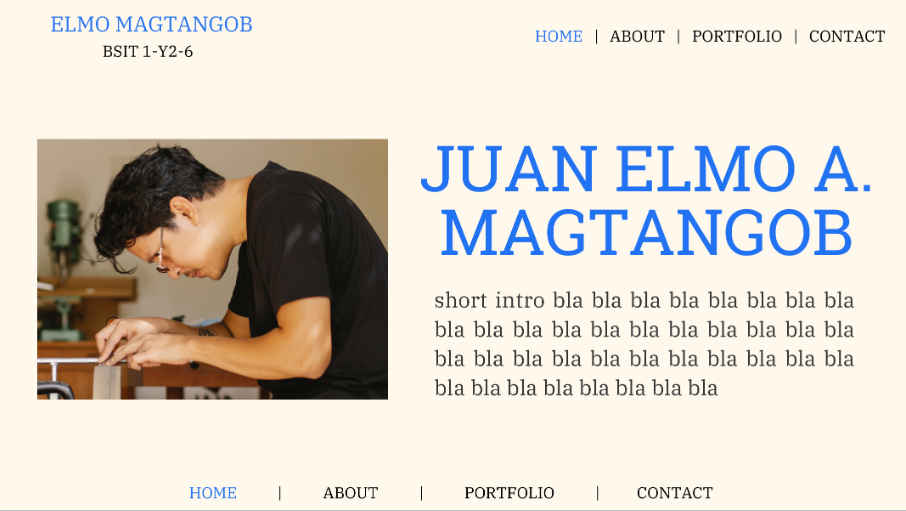 ELMO MAGTANGOB
BSIT 1-Y2-6
HOME | ABOUT | PORTFOLIO | CONTACT
JUAN ELMO A.
MAGTANGOB
short intro bla bla bla bla bla bla bla bla
bla bla bla bla bla bla bla bla bla bla bla
bla bla bla bla bla bla bla bla bla bla bla
bla bla bla bla bla bla bla bla
HOME | ABOUT | PORTFOLIO | CONTACT